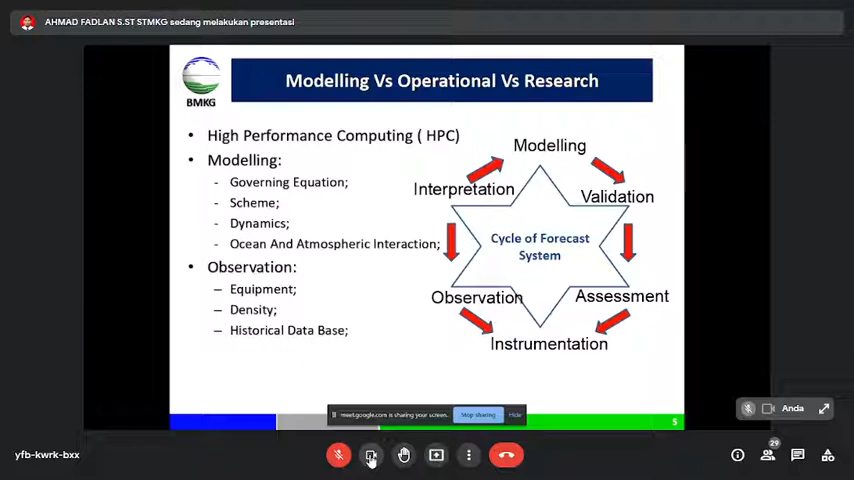 AHMAD FADLAN S.ST STMKG sedang melakukan presentasi
BMKG
Modelling Vs Operational Vs Research
• High Performance Computing ( HPC)
• Modelling:
- Governing Equation;
- Scheme;
- Dynamics;
- Ocean And Atmospheric Interaction;
• Observation:
– Equipment;
– Density;
– Historical Data Base;
Modelling
Interpretation
Validation
Cycle of Forecast
System
Observation
Assessment
Instrumentation
meet.google.com is sharing your screen.
Stop sharing
Hide
5
Anda
yfb-kwrk-bxx
29